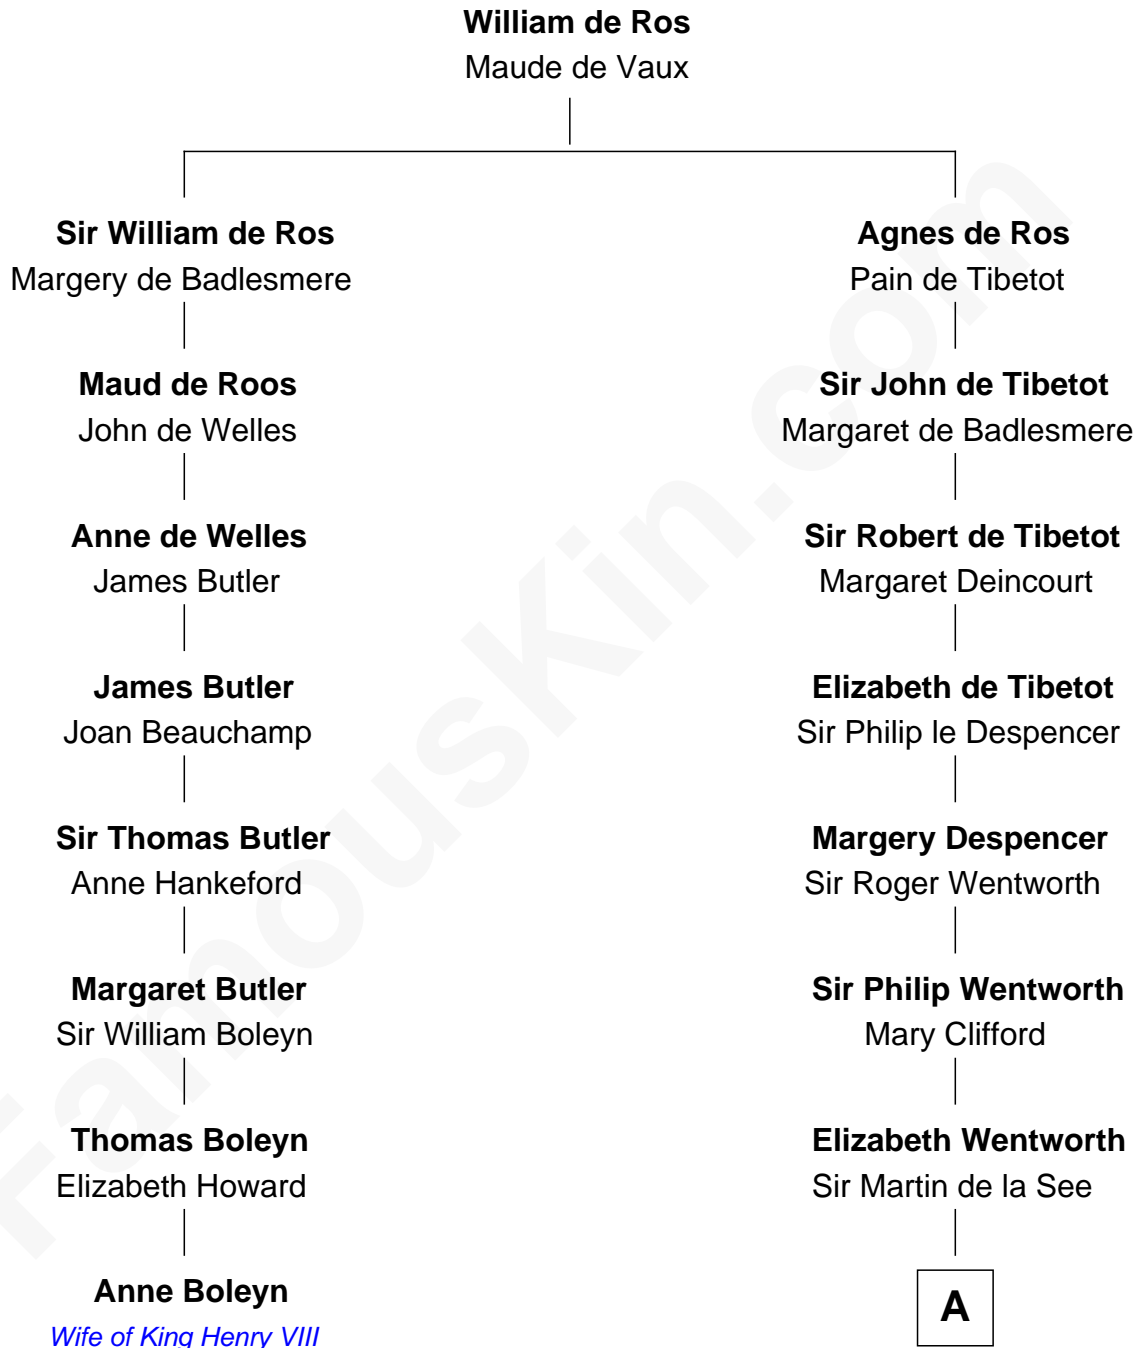 William de Ros
Maude de Vaux
Sir William de Ros
Margery de Badlesmere
Agnes de Ros
Pain de Tibetot
Maud de Roos
John de Welles
Sir John de Tibetot
Margaret de Badlesmere
Anne de Welles
James Butler
Sir Robert de Tibetot
Margaret Deincourt
James Butler
Joan Beauchamp
Elizabeth de Tibetot
Sir Philip le Despencer
Sir Thomas Butler
Anne Hankeford
Margery Despencer
Sir Roger Wentworth
Margaret Butler
Sir William Boleyn
Sir Philip Wentworth
Mary Clifford
Thomas Boleyn
Elizabeth Howard
Elizabeth Wentworth
Sir Martin de la See
Anne Boleyn
Wife of King Henry VIII
A
FamousKin.com